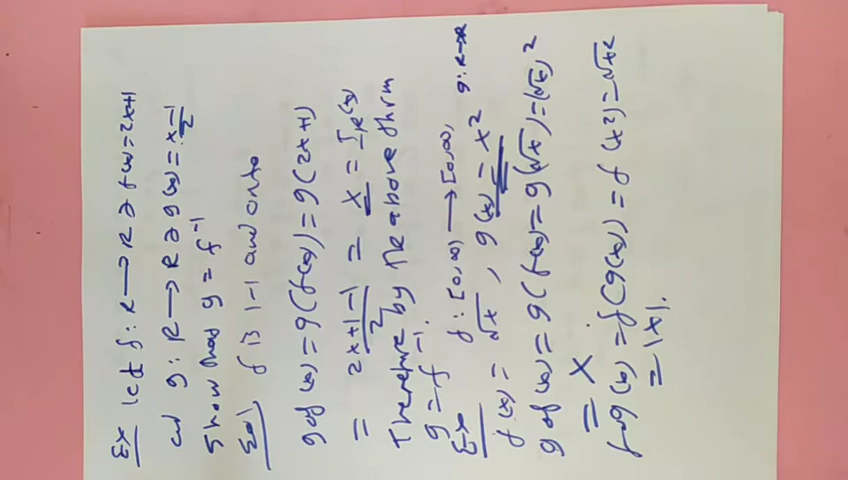 Ex let f: R → R ∋ f(x) = 2x+1
and g: R → R ∋ g(x) = x-1/2
Show that g = f⁻¹
Sol f is 1-1 and onto
gof(x) = g(f(x)) = g(2x+1)
= 2x+1-1/2 = x = I_R(x)
Therefore by the above thrm
g = f⁻¹.
Ex f: [0,∞) → [0,∞), g: R → R
f(x) = √x, g(x) = x²
gof(x) = g(f(x)) = g(√x) = (√x)²
= x
fog(x) = f(g(x)) = f(x²) = √x²
= |x|.